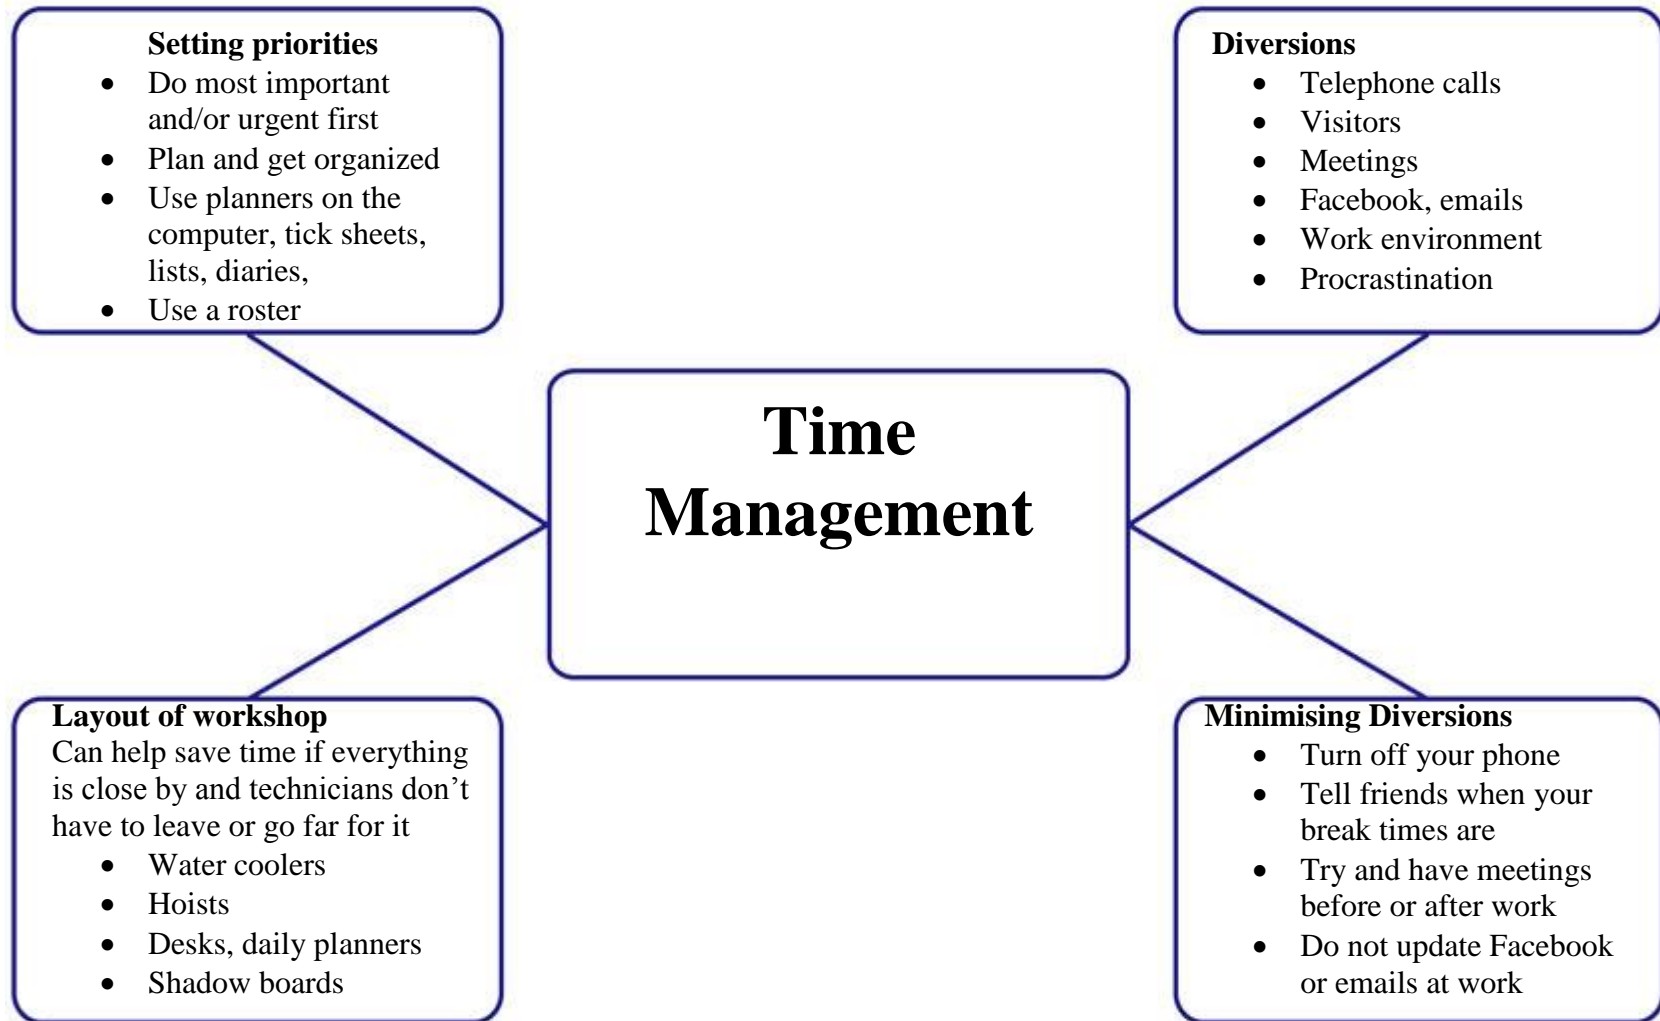 Setting priorities
• Do most important
and/or urgent first
• Plan and get organized
• Use planners on the
computer, tick sheets,
lists, diaries,
• Use a roster
Diversions
• Telephone calls
• Visitors
• Meetings
• Facebook, emails
• Work environment
• Procrastination
Time
Management
Layout of workshop
Can help save time if everything
is close by and technicians don’t
have to leave or go far for it
• Water coolers
• Hoists
• Desks, daily planners
• Shadow boards
Minimising Diversions
• Turn off your phone
• Tell friends when your
break times are
• Try and have meetings
before or after work
• Do not update Facebook
or emails at work